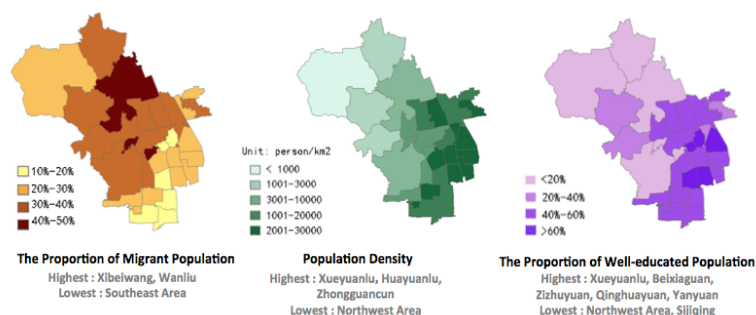 10%-20%
20%-30%
30%-40%
40%-50%
The Proportion of Migrant Population
Highest : Xibeiwang, Wanliu
Lowest : Southeast Area
Unit: person/km2
< 1000
1001-3000
3001-10000
1001-20000
2001-30000
Population Density
Highest : Xueyuanlu, Huayuanlu,
Zhongguancun
Lowest : Northwest Area
<20%
20%-40%
40%-60%
>60%
The Proportion of Well-educated Population
Highest : Xueyuanlu, Beixiaguan,
Zizhuyuan, Qinghuayuan, Yanyuan
Lowest : Northwest Area, Sijiqing